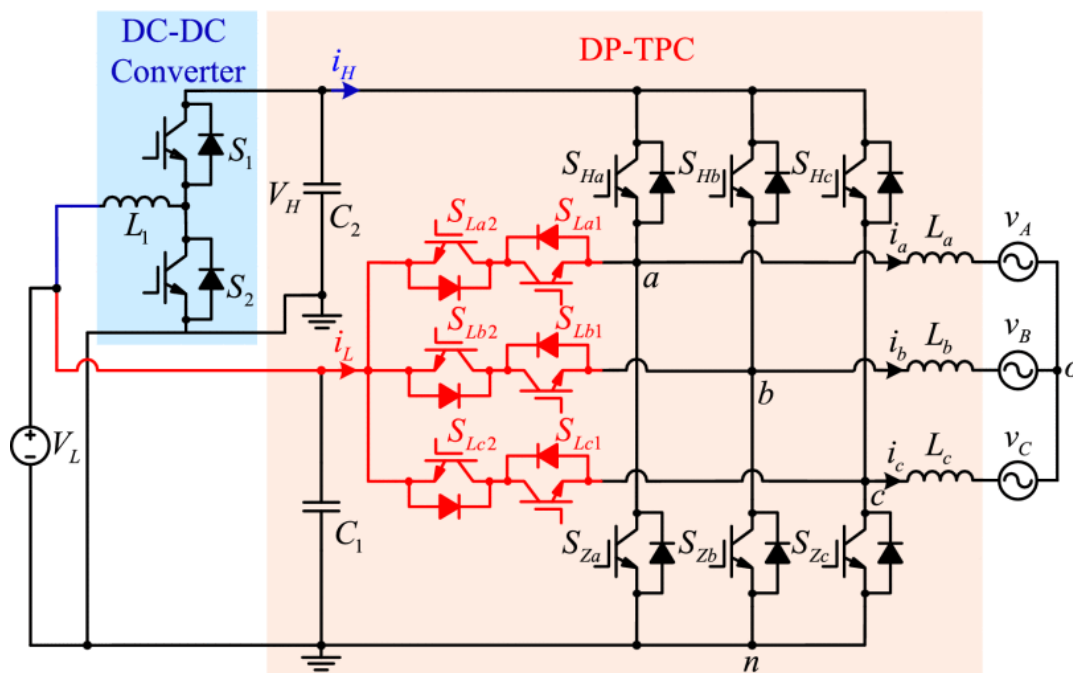 DC-DC
Converter
DP-TPC
i_H
S_1
V_H
C_2
L_1
S_2
S_Ha
S_Hb
S_Hc
S_La2
S_La1
a
i_a
L_a
v_A
S_Lb2
S_Lb1
i_L
b
i_b
L_b
v_B
o
S_Lc2
S_Lc1
c
i_c
L_c
v_C
V_L
+
−
C_1
S_Za
S_Zb
S_Zc
n